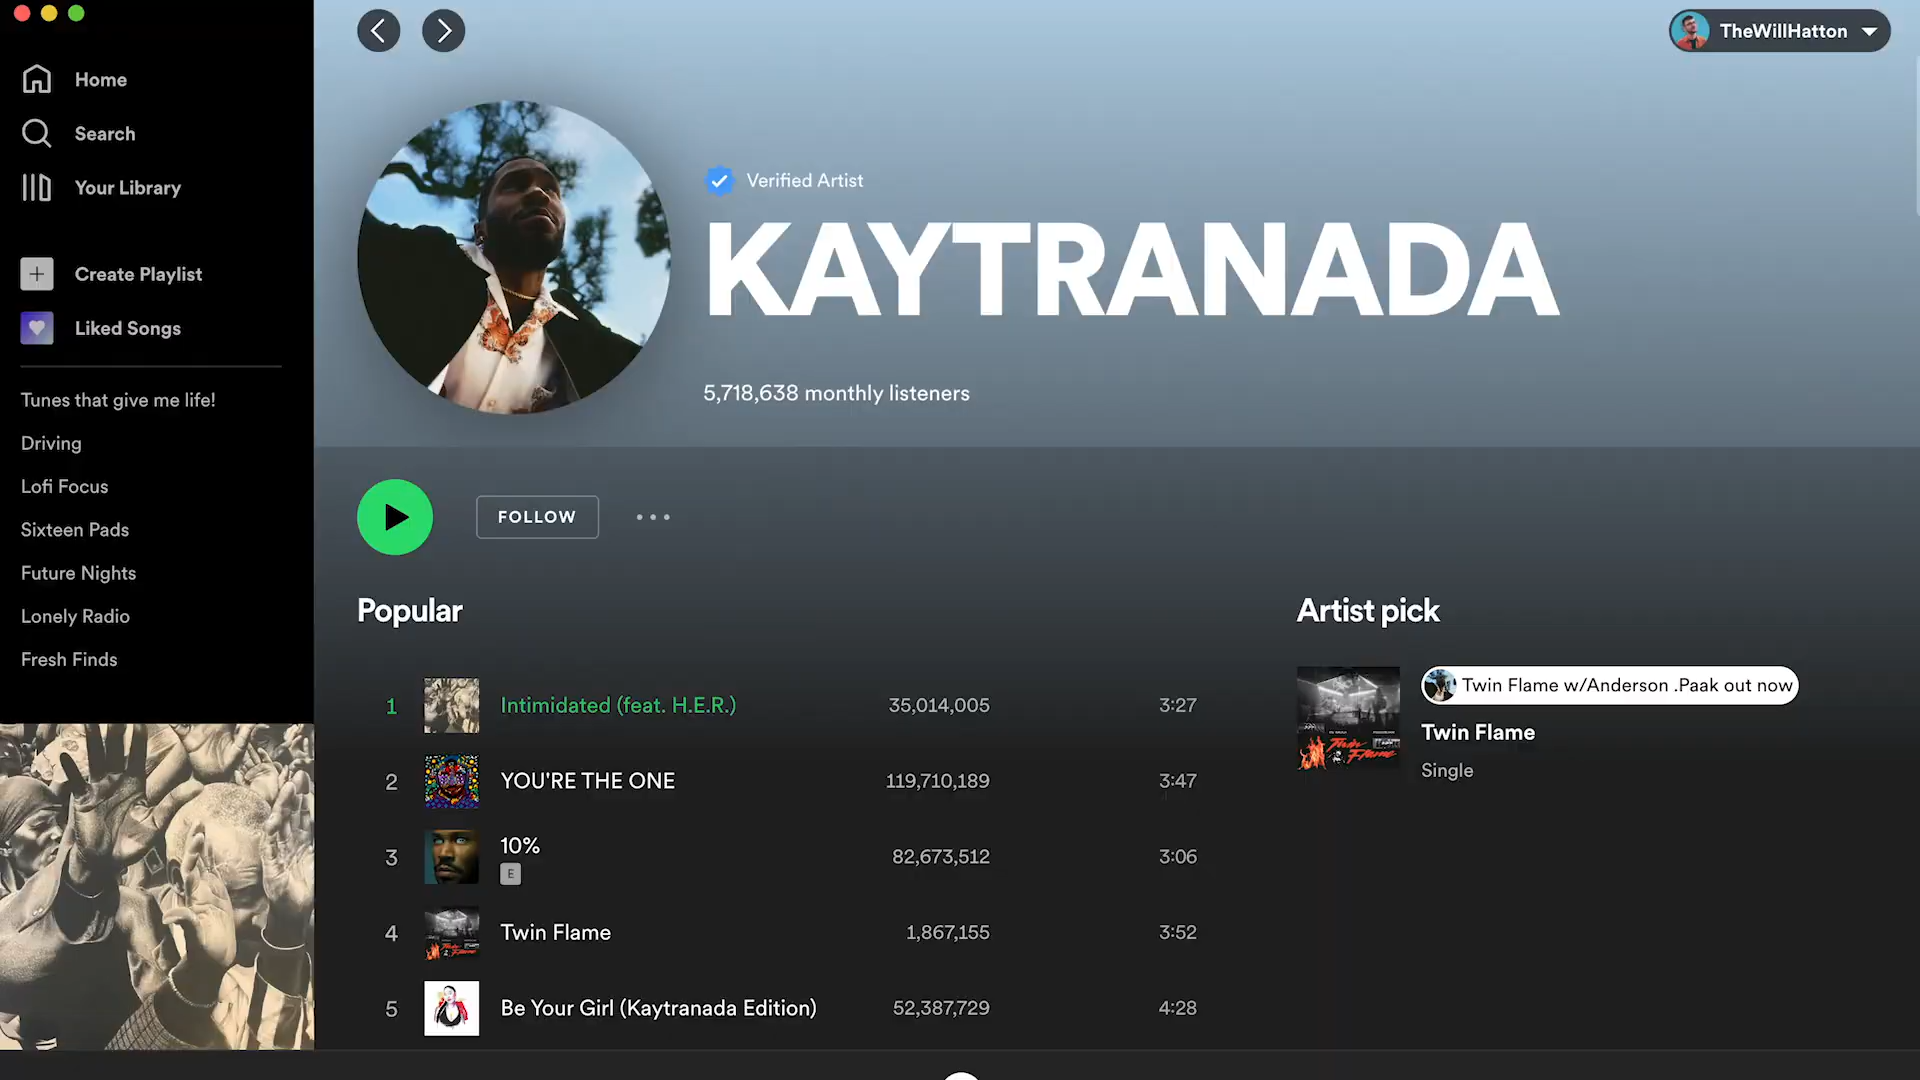 TheWillHatton
Home
Search
Your Library
Create Playlist
Liked Songs
Tunes that give me life!
Driving
Lofi Focus
Sixteen Pads
Future Nights
Lonely Radio
Fresh Finds
Verified Artist
KAYTRANADA
5,718,638 monthly listeners
FOLLOW
Popular
1 Intimidated (feat. H.E.R.) 35,014,005 3:27
2 YOU'RE THE ONE 119,710,189 3:47
3 10% 82,673,512 3:06
E
4 Twin Flame 1,867,155 3:52
5 Be Your Girl (Kaytranada Edition) 52,387,729 4:28
Artist pick
Twin Flame
Twin Flame w/Anderson .Paak out now
Twin Flame
Single